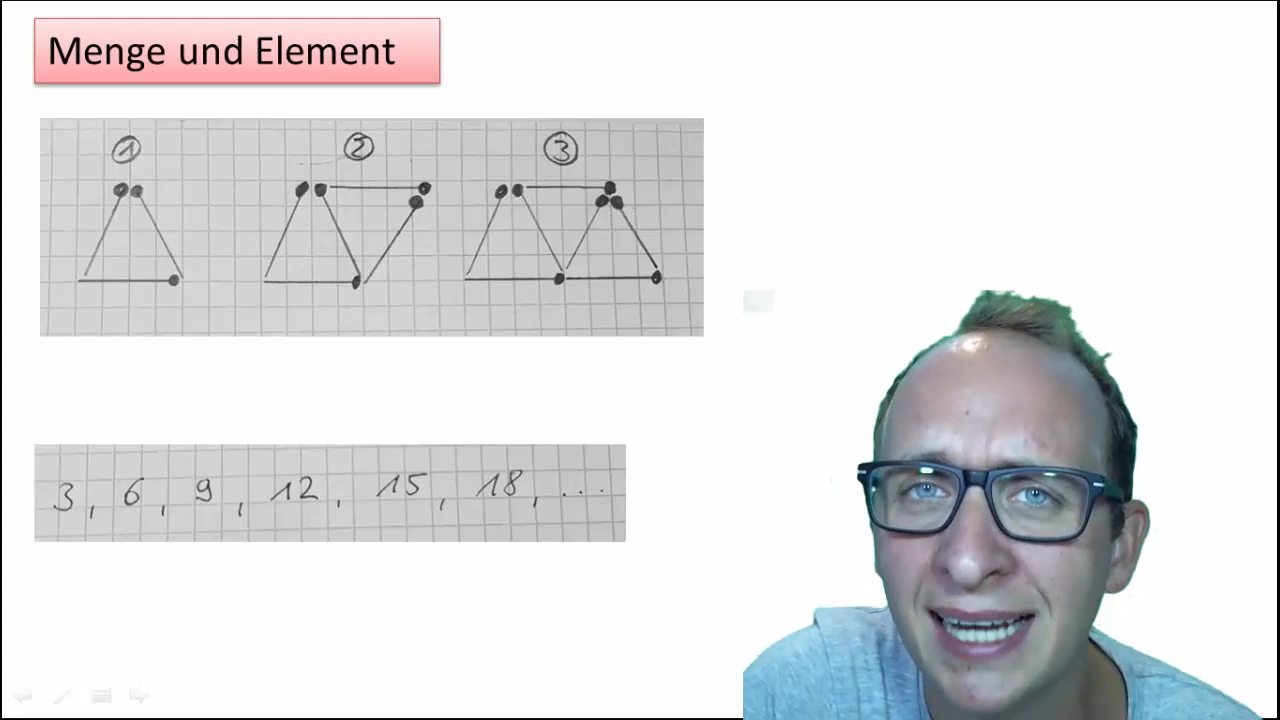 Menge und Element
1 2 3
3, 6, 9, 12, 15, 18, ...